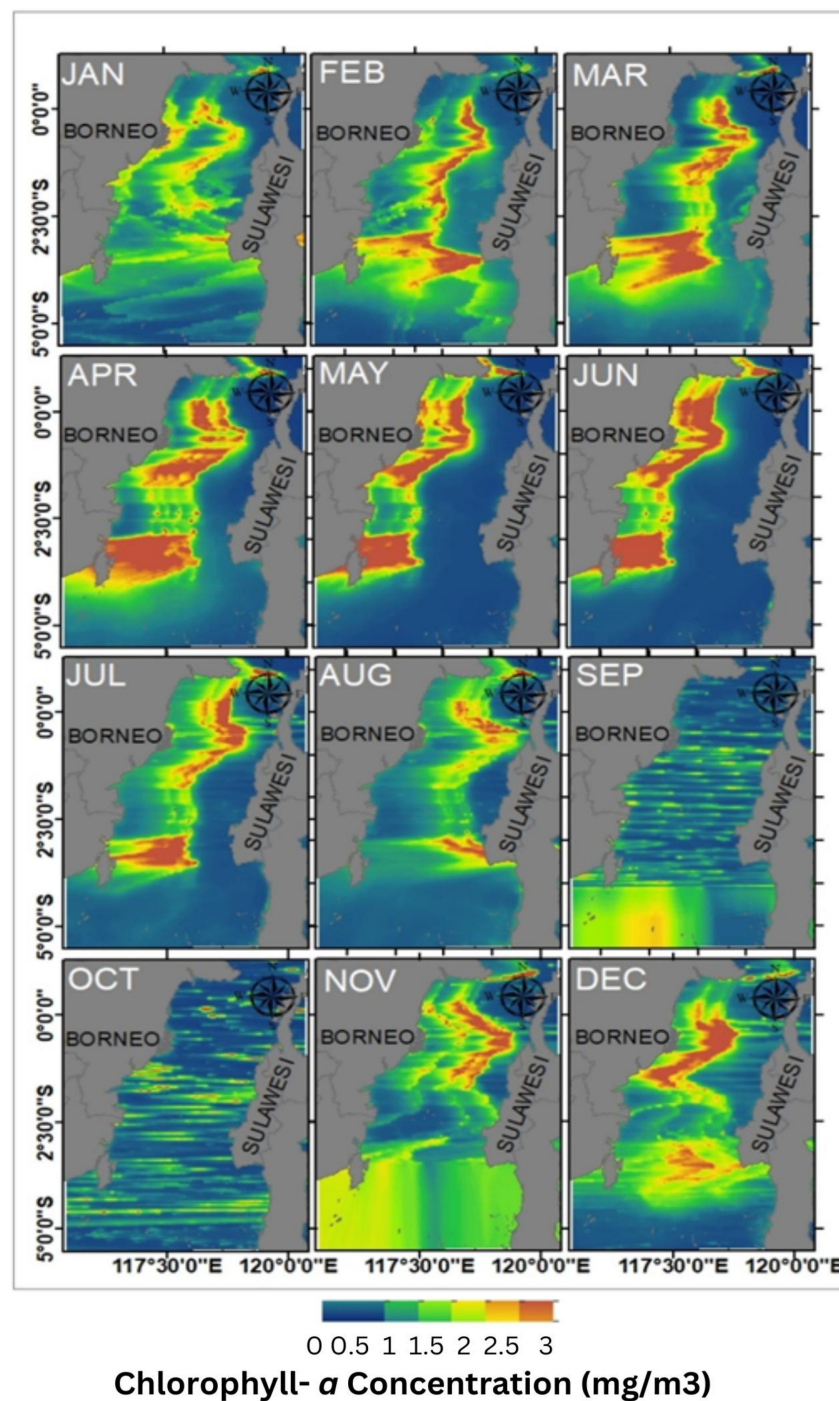 JAN FEB MAR
0°0'0" BORNEO BORNEO BORNEO
SULAWESI SULAWESI SULAWESI
2°30'0"S
5°0'0"S
APR MAY JUN
0°0'0" BORNEO BORNEO BORNEO
SULAWESI SULAWESI SULAWESI
2°30'0"S
5°0'0"S
JUL AUG SEP
0°0'0" BORNEO BORNEO BORNEO
SULAWESI SULAWESI SULAWESI
2°30'0"S
5°0'0"S
OCT NOV DEC
0°0'0" BORNEO BORNEO BORNEO
SULAWESI SULAWESI SULAWESI
2°30'0"S
5°0'0"S
117°30'0"E 120°0'0"E 117°30'0"E 120°0'0"E 117°30'0"E 120°0'0"E
0 0.5 1 1.5 2 2.5 3
Chlorophyll- a Concentration (mg/m3)